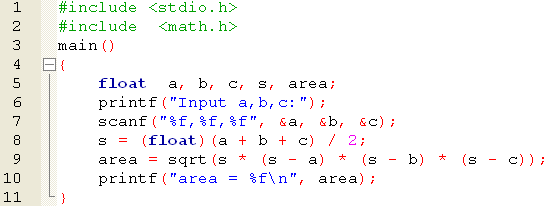 1 #include <stdio.h>
2 #include  <math.h>
3 main()
4 {
5     float  a, b, c, s, area;
6     printf("Input a,b,c:");
7     scanf("%f,%f,%f", &a, &b, &c);
8     s = (float)(a + b + c) / 2;
9     area = sqrt(s * (s - a) * (s - b) * (s - c));
10     printf("area = %f\n", area);
11 }